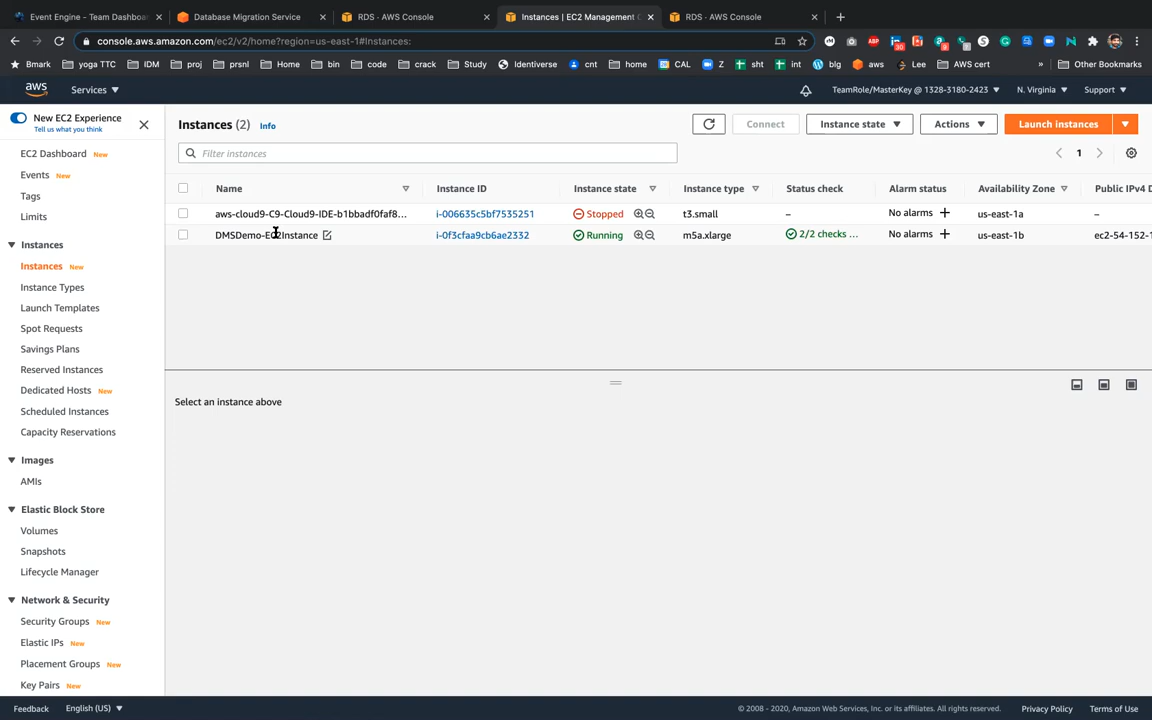 Event Engine - Team Dashboa
Database Migration Service
RDS · AWS Console
Instances | EC2 Management C
RDS · AWS Console
console.aws.amazon.com/ec2/v2/home?region=us-east-1#Instances:
Bmark yoga TTC IDM proj prsnl Home bin code crack Study Identiverse cnt home CAL Z sht int blg aws Lee AWS cert » Other Bookmarks
aws Services TeamRole/MasterKey @ 1328-3180-2423 N. Virginia Support
New EC2 Experience
Tell us what you think
EC2 Dashboard New
Events New
Tags
Limits
Instances
Instances New
Instance Types
Launch Templates
Spot Requests
Savings Plans
Reserved Instances
Dedicated Hosts New
Scheduled Instances
Capacity Reservations
Images
AMIs
Elastic Block Store
Volumes
Snapshots
Lifecycle Manager
Network & Security
Security Groups New
Elastic IPs New
Placement Groups New
Key Pairs New
Instances (2) Info
Connect Instance state Actions Launch instances
Filter instances
1
Name Instance ID Instance state Instance type Status check Alarm status Availability Zone Public IPv4 D
aws-cloud9-C9-Cloud9-IDE-b1bbadf0faf8... i-006635c5bf7535251 Stopped t3.small – No alarms us-east-1a –
DMSDemo-EC2Instance i-0f3cfaa9cb6ae2332 Running m5a.xlarge 2/2 checks ... No alarms us-east-1b ec2-54-152-1
Select an instance above
Feedback English (US) © 2008 - 2020, Amazon Web Services, Inc. or its affiliates. All rights reserved. Privacy Policy Terms of Use